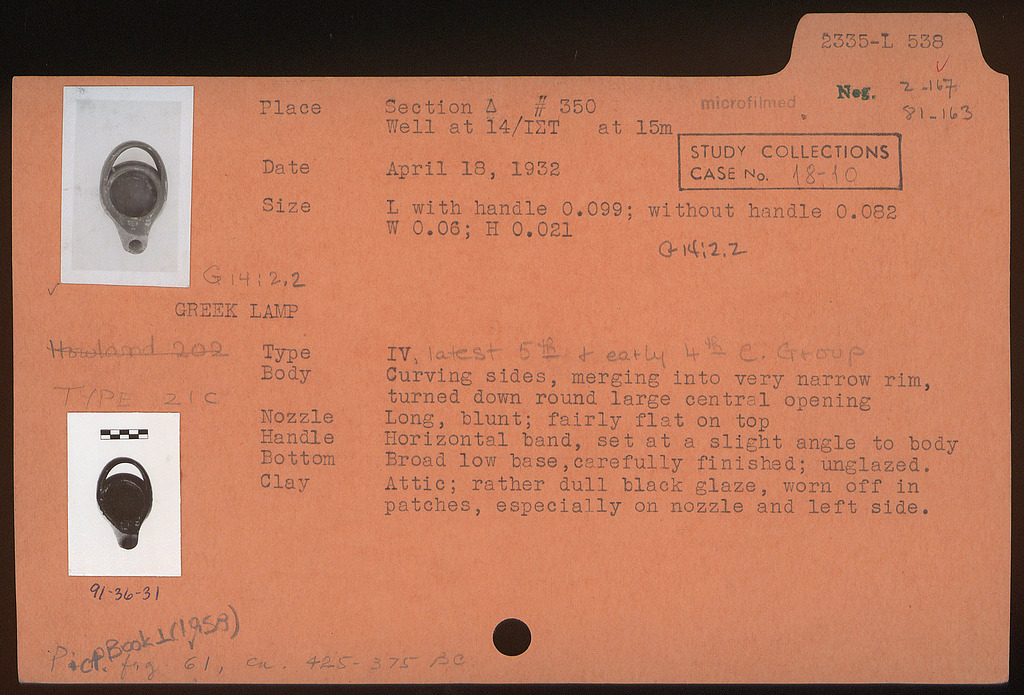 2335-L 538
Neg. 2-167
81-163
microfilmed
Place Section Δ # 350
Well at 14/ΙΣΤ at 15m
STUDY COLLECTIONS
CASE No. 18-10
Date April 18, 1932
Size L with handle 0.099; without handle 0.082
W 0.06; H 0.021
G 14:2.2
G 14:2.2
GREEK LAMP
Howland 202
TYPE 21C
Type IV, latest 5th & early 4th C. Group
Body Curving sides, merging into very narrow rim,
turned down round large central opening
Nozzle Long, blunt; fairly flat on top
Handle Horizontal band, set at a slight angle to body
Bottom Broad low base,carefully finished; unglazed.
Clay Attic; rather dull black glaze, worn off in
patches, especially on nozzle and left side.
91-36-31
Pic. Book 1 (1958)
cp. fig 61, ca. 425-375 BC